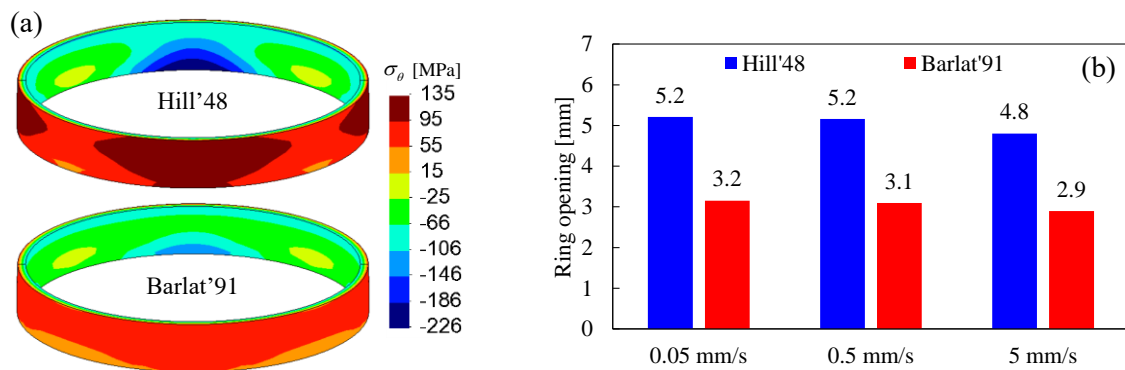 (a)
σθ [MPa]
Hill’48
135
95
55
15
-25
-66
-106
-146
-186
-226
Barlat’91
(b)
Hill'48
Barlat'91
Ring opening [mm]
7
6
5
4
3
2
1
0
5.2
3.2
5.2
3.1
4.8
2.9
0.05 mm/s
0.5 mm/s
5 mm/s